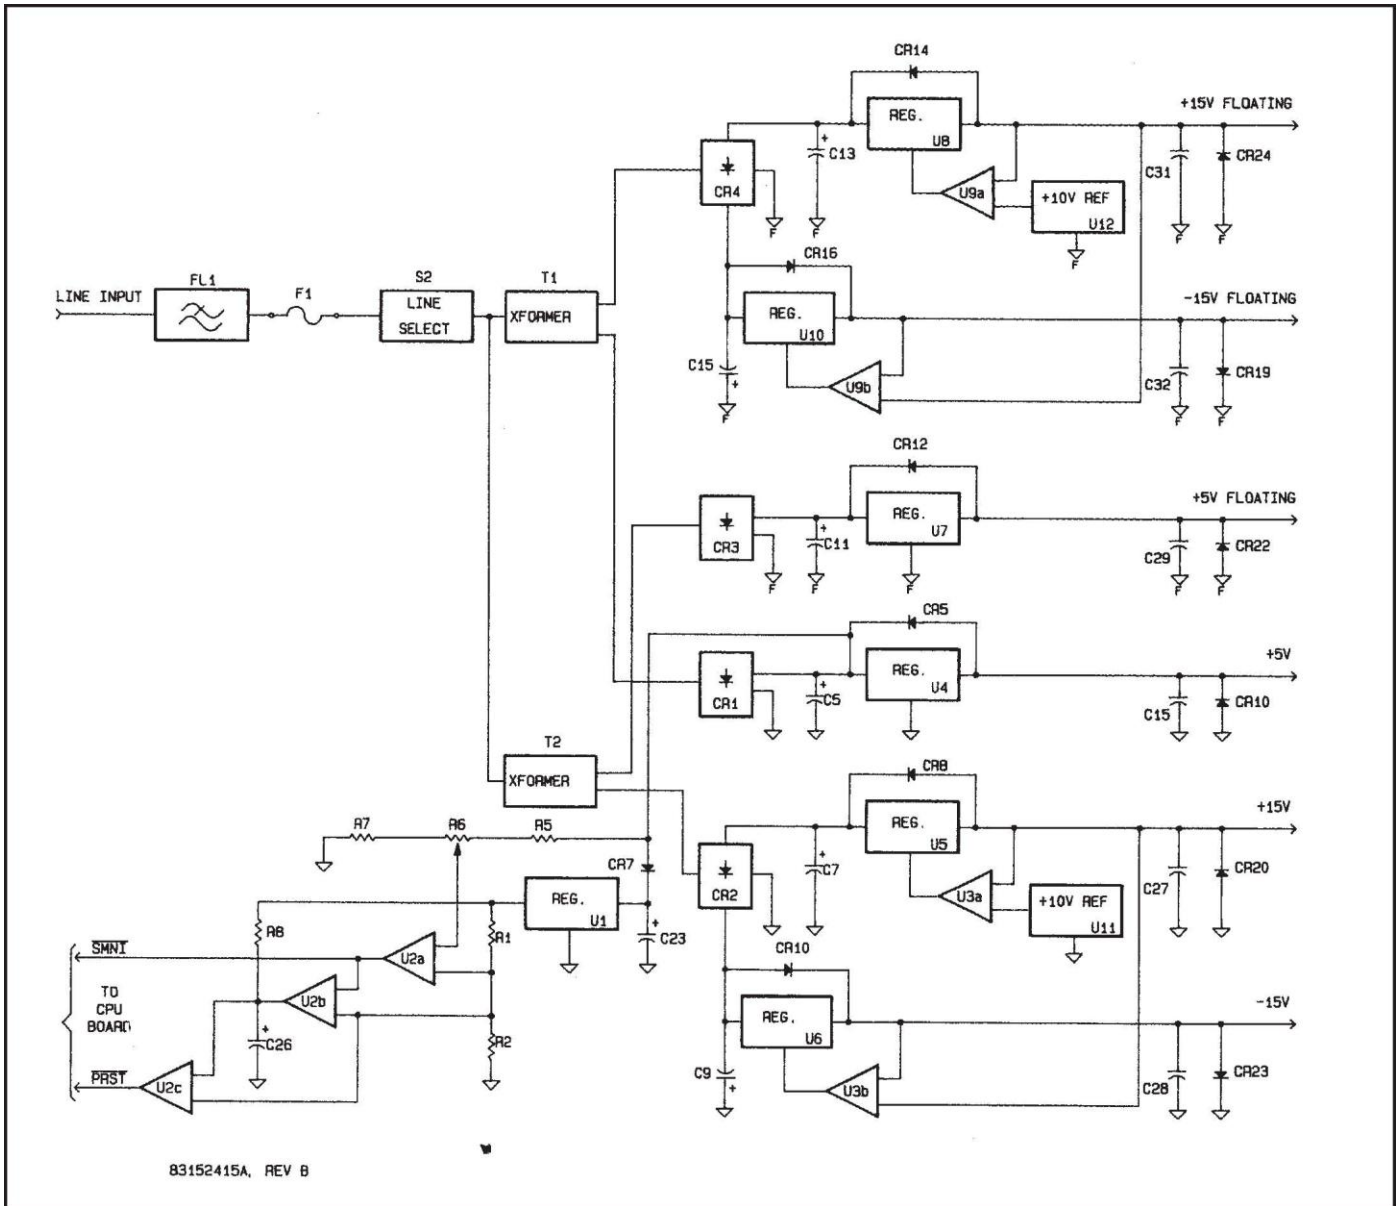 CR14
+15V FLOATING
REG.
U8
+
C13
CR4
U9a
+10V REF
U12
C31
CR24
F
F
F
F
F
CR16
LINE INPUT
FL1
F1
S2
LINE
SELECT
T1
XFORMER
-15V FLOATING
REG.
U10
C15
+
U9b
C32
CR19
F
F
F
CR12
+5V FLOATING
REG.
U7
CR3
+
C11
C29
CR22
F
F
F
F
F
CR5
+5V
REG.
U4
CR1
+
C5
C15
CR10
T2
XFORMER
CR8
+15V
REG.
U5
R7
R6
R5
CR7
CR2
+
C7
U3a
+10V REF
U11
C27
CR20
REG.
U1
+
C23
R8
R1
SMNI
U2a
CR10
-15V
TO
CPU
BOARD
U2b
+
C26
R2
REG.
U6
PRST
U2c
C9
+
U3b
C28
CR23
83152415A, REV B